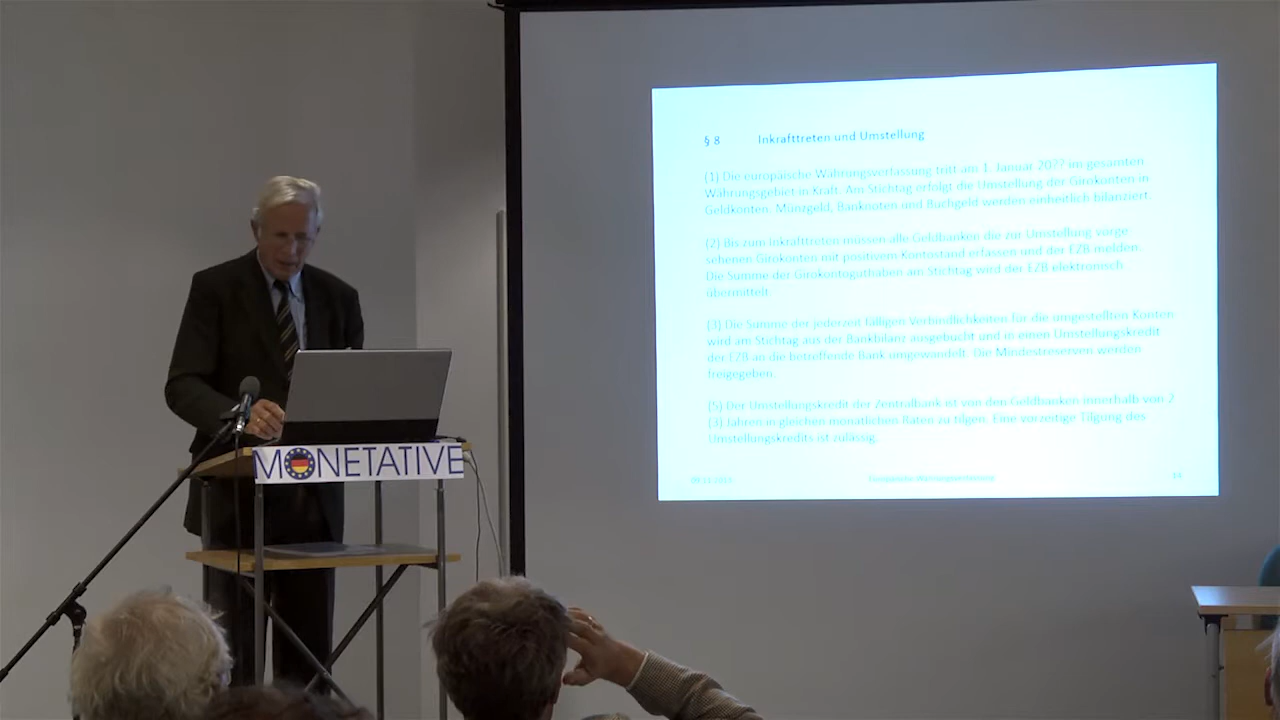 § 8 Inkrafttreten und Umstellung
(1) Die europäische Währungsverfassung tritt am 1. Januar 20?? im gesamten
Währungsgebiet in Kraft. Am Stichtag erfolgt die Umstellung der Girokonten in
Geldkonten. Münzgeld, Banknoten und Buchgeld werden einheitlich bilanziert.
(2) Bis zum Inkrafttreten müssen alle Geldbanken die zur Umstellung vorge-
sehenen Girokonten mit positivem Kontostand erfassen und der EZB melden.
Die Summe der Girokontoguthaben am Stichtag wird der EZB elektronisch
übermittelt.
(3) Die Summe der jederzeit fälligen Verbindlichkeiten für die umgestellten Konten
wird am Stichtag aus der Bankbilanz ausgebucht und in einen Umstellungskredit
der EZB an die betreffende Bank umgewandelt. Die Mindestreserven werden
freigegeben.
(5) Der Umstellungskredit der Zentralbank ist von den Geldbanken innerhalb von 2
(3) Jahren in gleichen monatlichen Raten zu tilgen. Eine vorzeitige Tilgung des
Umstellungskredits ist zulässig.
MONETATIVE